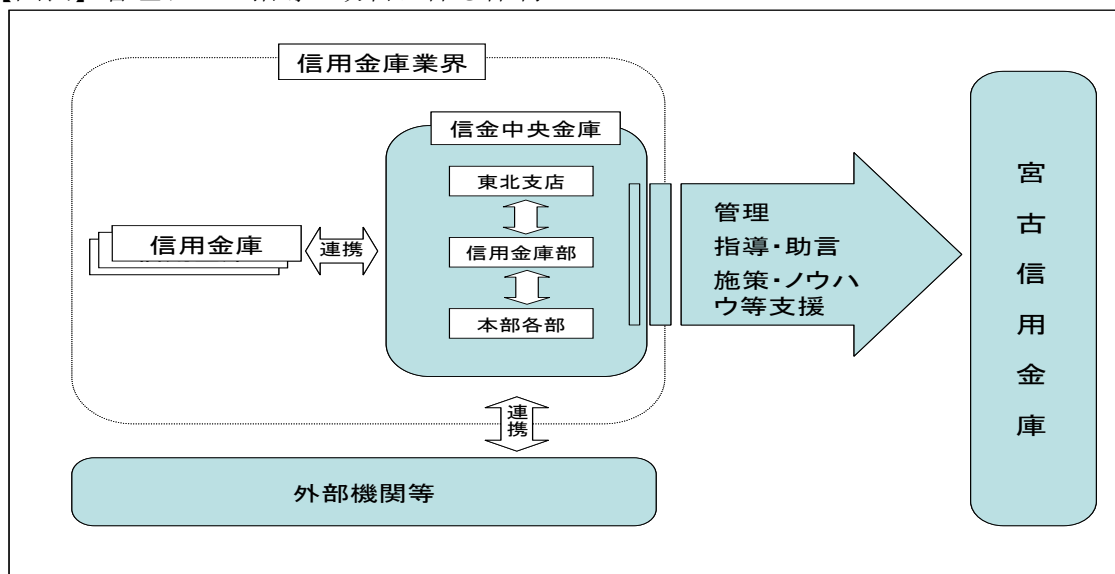 信用金庫業界
信金中央金庫
東北支店
信用金庫
連携
信用金庫部
本部各部
管理
指導・助言
施策・ノウハ
ウ等支援
宮古信用金庫
連携
外部機関等